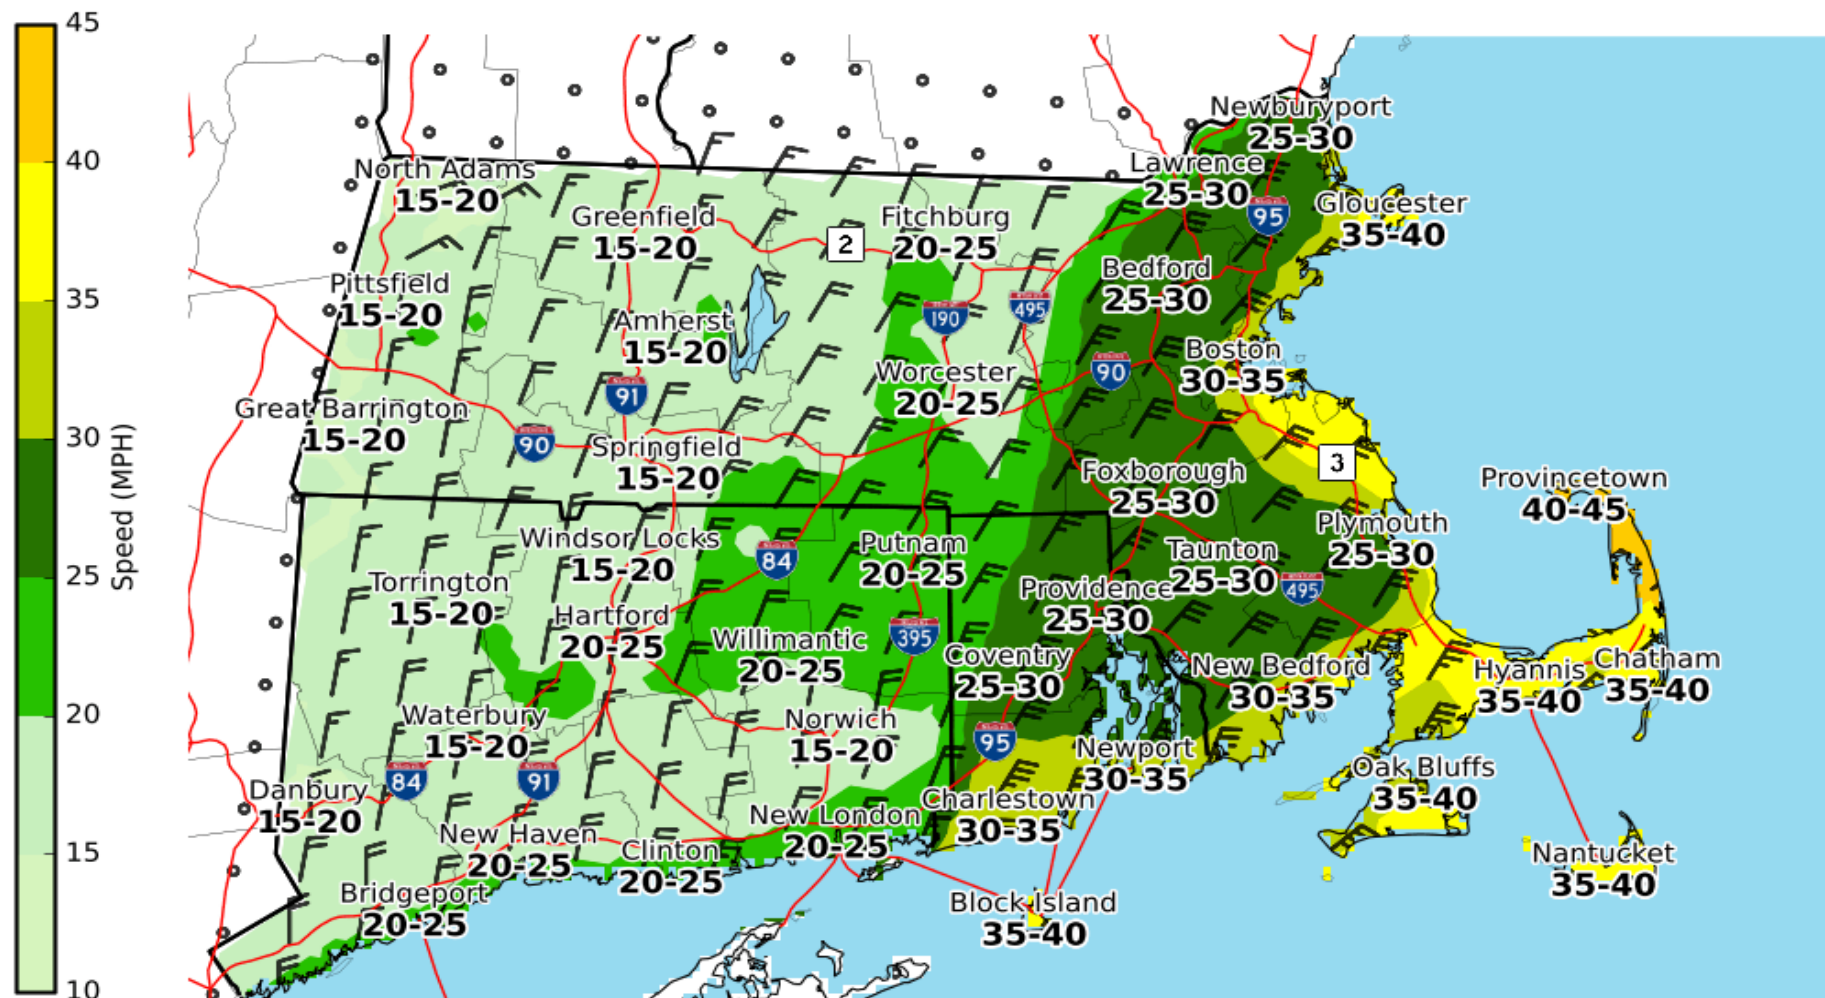 45
40
35
30
25
20
15
10
Speed (MPH)
Newburyport
25-30
Lawrence
25-30
North Adams
15-20
Gloucester
35-40
Greenfield
15-20
Fitchburg
20-25
95
2
Bedford
25-30
Pittsfield
15-20
190
495
Amherst
15-20
Boston
30-35
Worcester
20-25
90
91
Great Barrington
15-20
90
Springfield
15-20
Foxborough
25-30
3
Provincetown
40-45
Plymouth
25-30
Windsor Locks
15-20
84
Putnam
20-25
Taunton
25-30
495
Torrington
15-20
Providence
25-30
Hartford
20-25
Willimantic
20-25
395
Coventry
25-30
New Bedford
30-35
Hyannis
35-40
Chatham
35-40
Waterbury
15-20
Norwich
15-20
95
Newport
30-35
84
91
Oak Bluffs
35-40
Danbury
15-20
Charlestown
30-35
New London
20-25
New Haven
20-25
Clinton
20-25
Nantucket
35-40
Bridgeport
20-25
Block Island
35-40